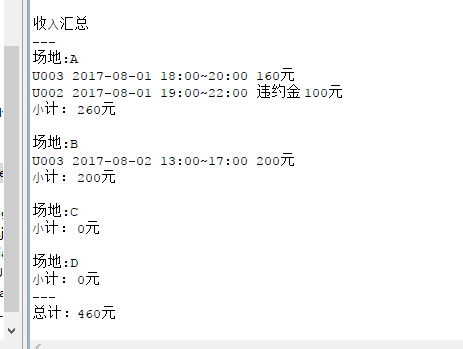 收入汇总
---
场地:A
U003 2017-08-01 18:00~20:00 160元
U002 2017-08-01 19:00~22:00 违约金 100元
小计: 260元
场地:B
U003 2017-08-02 13:00~17:00 200元
小计: 200元
场地:C
小计: 0元
场地:D
小计: 0元
---
总计: 460元